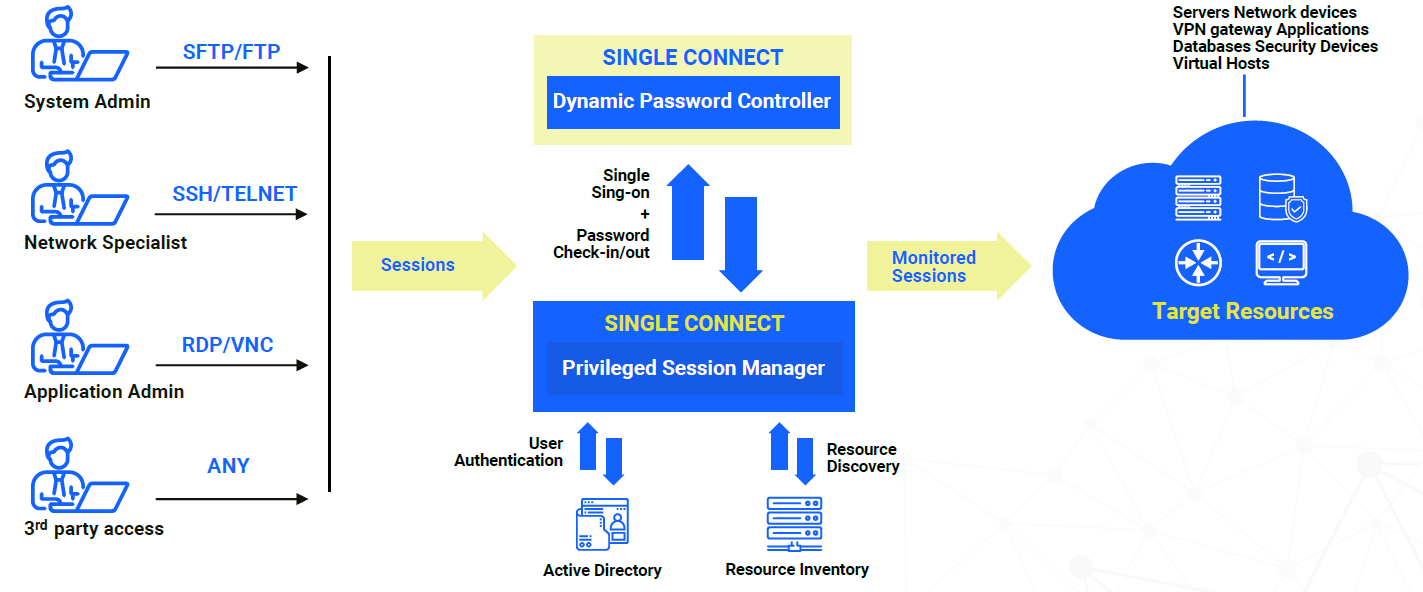 SFTP/FTP
System Admin
SSH/TELNET
Network Specialist
RDP/VNC
Application Admin
ANY
3rd party access
Sessions
SINGLE CONNECT
Dynamic Password Controller
Single
Sing-on
+
Password
Check-in/out
SINGLE CONNECT
Privileged Session Manager
User
Authentication
Active Directory
Resource
Discovery
Resource Inventory
Monitored
Sessions
Servers Network devices
VPN gateway Applications
Databases Security Devices
Virtual Hosts
</>
Target Resources